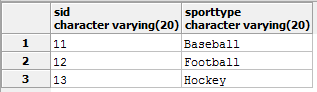 sid sporttype
character varying(20) character varying(20)
1 11 Baseball
2 12 Football
3 13 Hockey